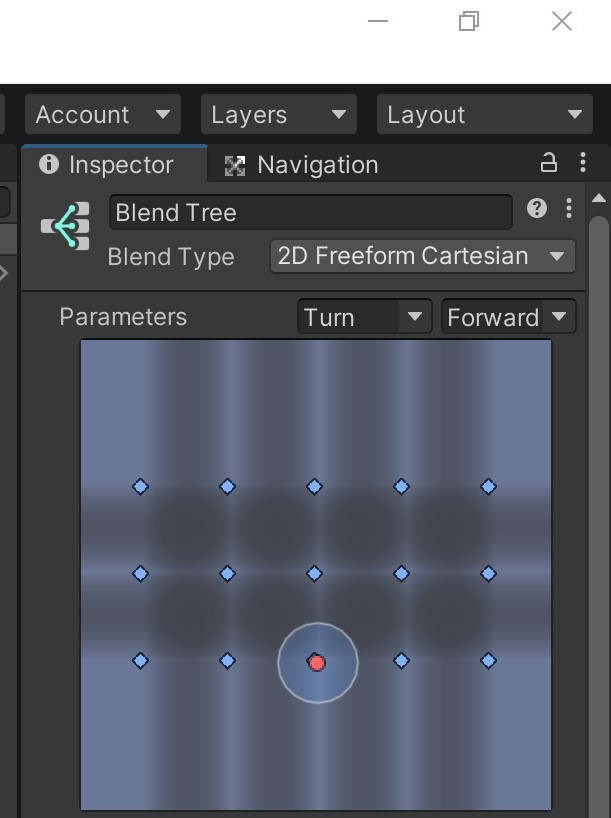 Account
Layers
Layout
Inspector
Navigation
Blend Tree
Blend Type
2D Freeform Cartesian
Parameters
Turn
Forward